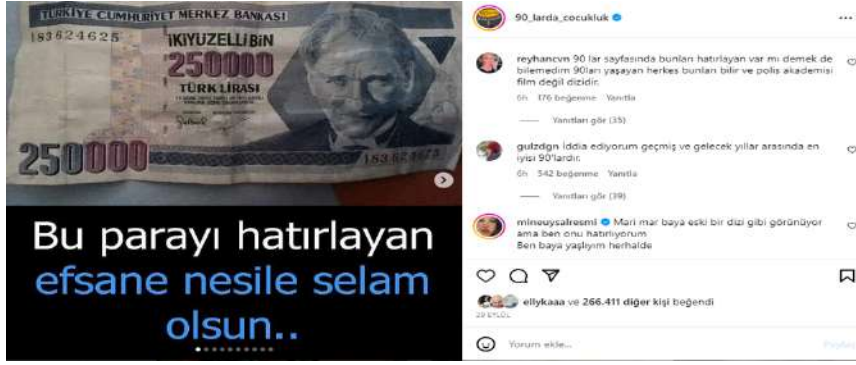 TÜRKİYE CUMHURİYET MERKEZ BANKASI
183624625
İKİYÜZELLİ BİN
250000
TÜRK LİRASI
250000
183624625
Bu parayı hatırlayan
efsane nesile selam
olsun..
90_larda_cocukluk
reyhancvn 90 lar sayfasında bunları hatırlayan var mı demek de
bilemedim 90ları yaşayan herkes bunları bilir ve polis akademisi
film değil dizidir.
6h 176 beğenme Yanıtla
Yanıtları gör (35)
gulzdgn İddia ediyorum geçmiş ve gelecek yıllar arasında en
iyisi 90'lardır.
6h 542 beğenme Yanıtla
Yanıtları gör (39)
mineuysalresmi Mari mar baya eski bir dizi gibi görünüyor
ama ben onu hatırlıyorum
Ben baya yaşlıyım herhalde
ellykaaa ve 266.411 diğer kişi beğendi
29 EYLÜL
Yorum ekle...
Paylaş